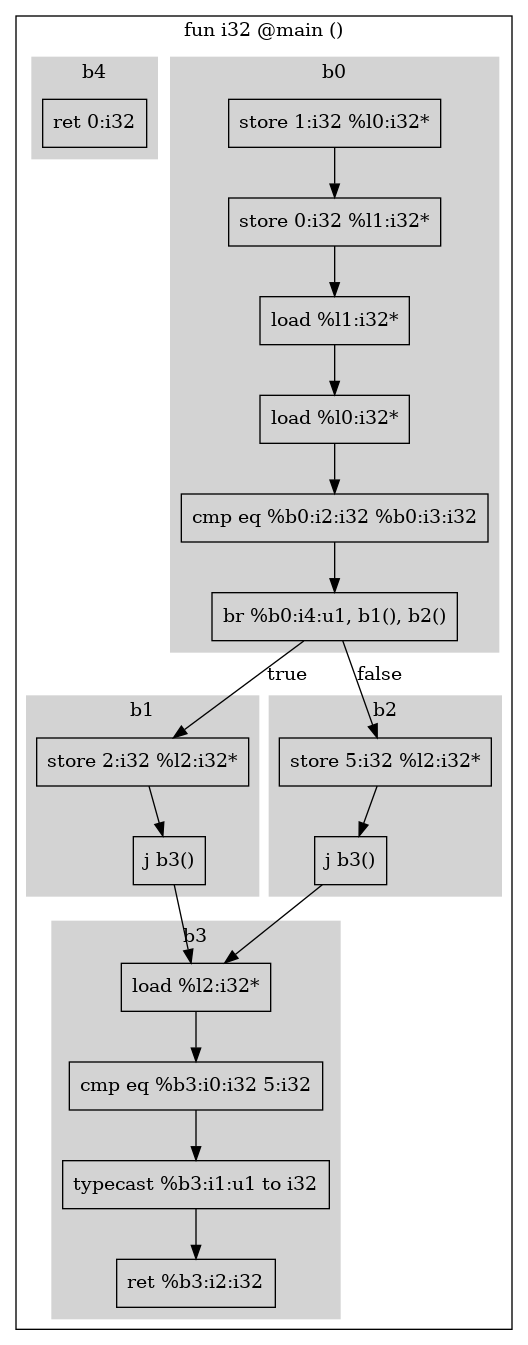 fun i32 @main ()
b4
ret 0:i32
b0
store 1:i32 %l0:i32*
store 0:i32 %l1:i32*
load %l1:i32*
load %l0:i32*
cmp eq %b0:i2:i32 %b0:i3:i32
br %b0:i4:u1, b1(), b2()
true
false
b1
store 2:i32 %l2:i32*
j b3()
b2
store 5:i32 %l2:i32*
j b3()
b3
load %l2:i32*
cmp eq %b3:i0:i32 5:i32
typecast %b3:i1:u1 to i32
ret %b3:i2:i32